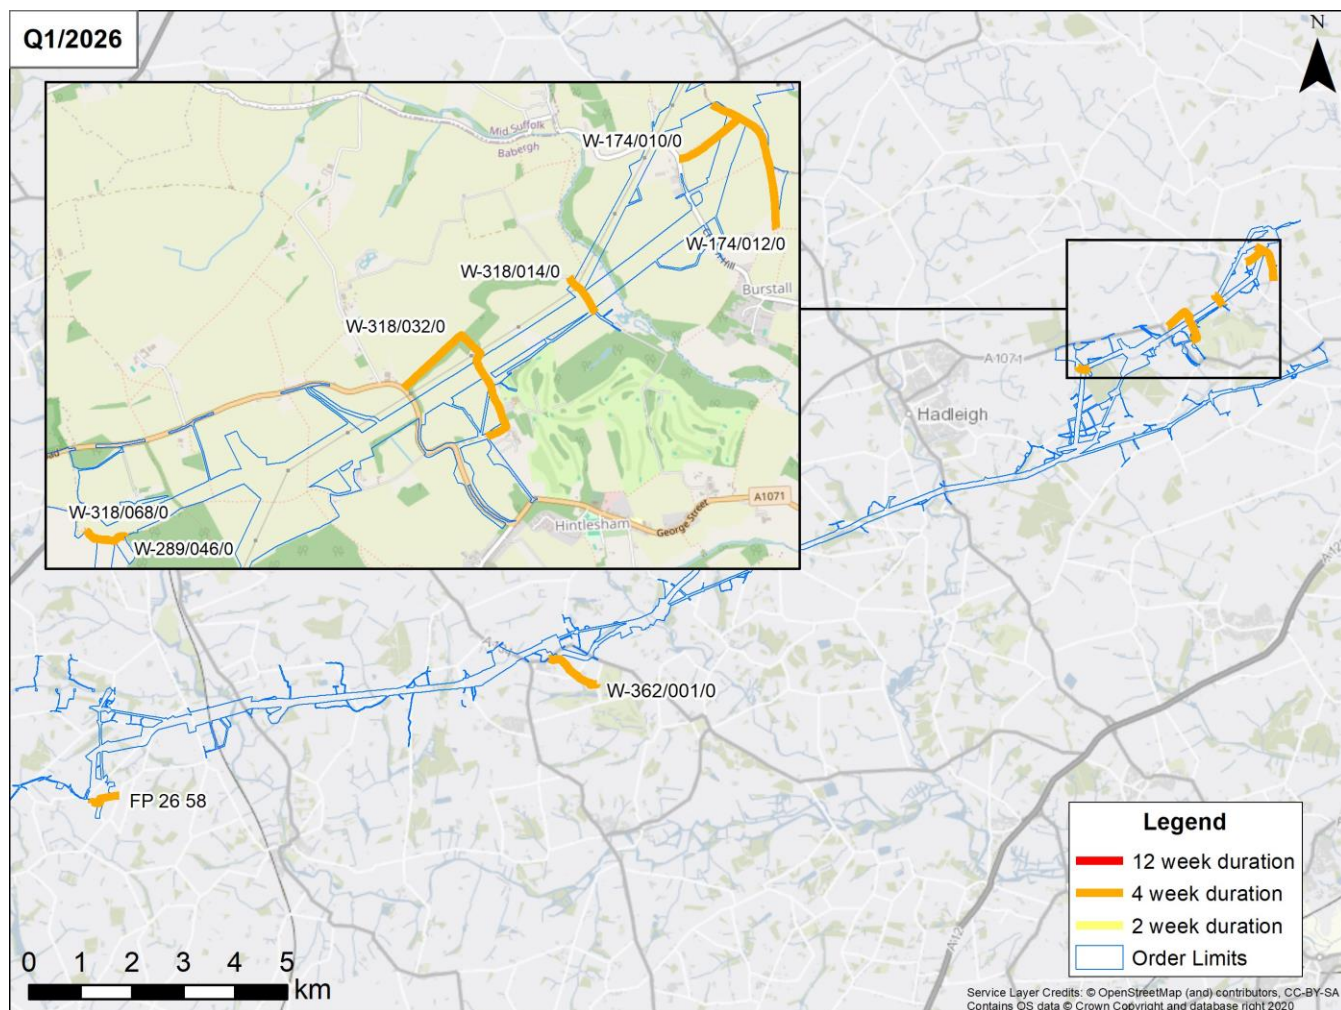 Q1/2026
N
Mid Suffolk
Babergh
W-174/010/0
W-174/012/0
W-318/014/0
Hill
Burstall
W-318/032/0
W-318/068/0
W-289/046/0
A1071
George Street
Hintlesham
A1071
Hadleigh
W-362/001/0
FP 26 58
0 1 2 3 4 5
km
Legend
12 week duration
4 week duration
2 week duration
Order Limits
Service Layer Credits: © OpenStreetMap (and) contributors, CC-BY-SA
Contains OS data © Crown Copyright and database right 2020